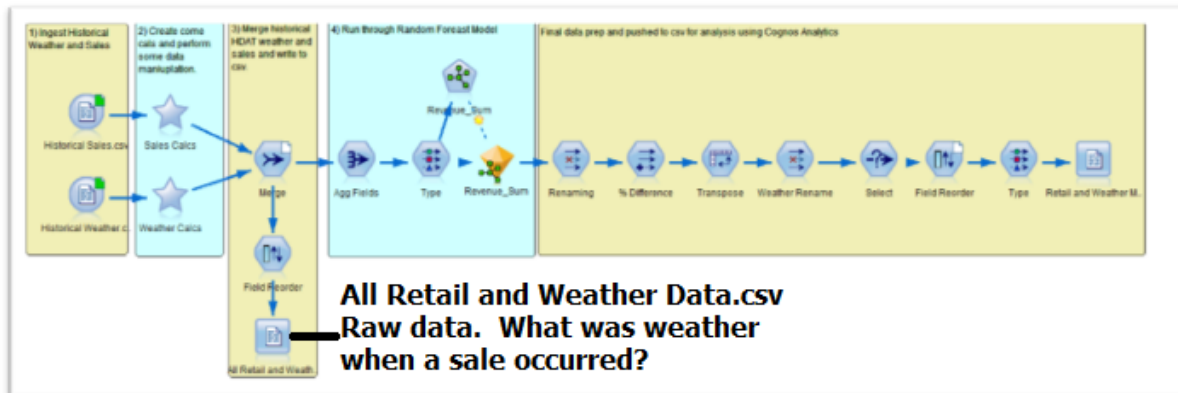 1) Ingest Historical
Weather and Sales
2) Create come
cals and perform
some data
maniuplation.
3) Merge historical
HDAT weather and
sales and write to
csv.
4) Run through Random Foreast Model
Final data prep and pushed to csv for analysis using Cognos Analytics
Revenue_Sum
Historical Sales.csv
Sales Calcs
Merge
Agg Fields
Type
Revenue_Sum
Renaming
% Difference
Transpose
Weather Rename
Select
Field Reorder
Type
Retail and Weather M..
Historical Weather.c..
Weather Calcs
Field Reorder
All Retail and Weath..
All Retail and Weather Data.csv
Raw data. What was weather
when a sale occurred?